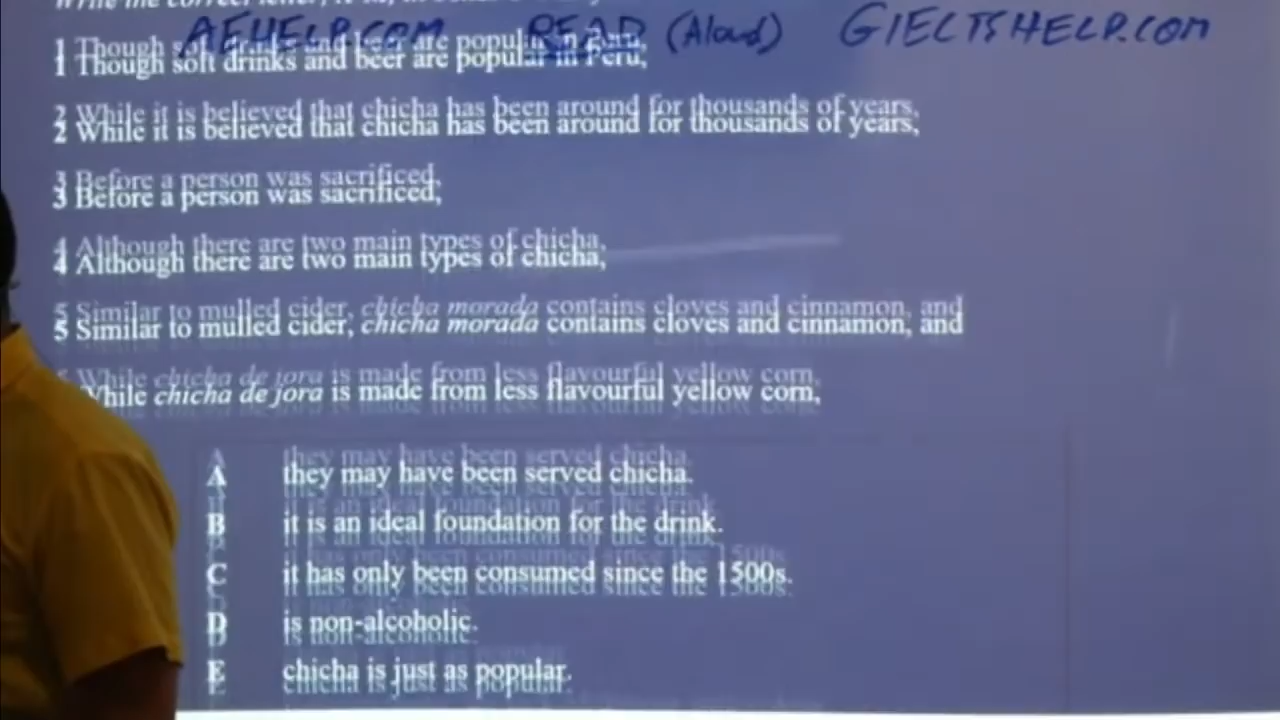 AEHELP.COM READ (Aloud) GIELTSHELP.COM
1 Though soft drinks and beer are popular in Peru,
2 While it is believed that chicha has been around for thousands of years,
3 Before a person was sacrificed,
4 Although there are two main types of chicha,
5 Similar to mulled cider, chicha morada contains cloves and cinnamon, and
While chicha de jora is made from less flavourful yellow corn,
A they may have been served chicha.
B it is an ideal foundation for the drink.
C it has only been consumed since the 1500s.
D is non-alcoholic.
E chicha is just as popular.